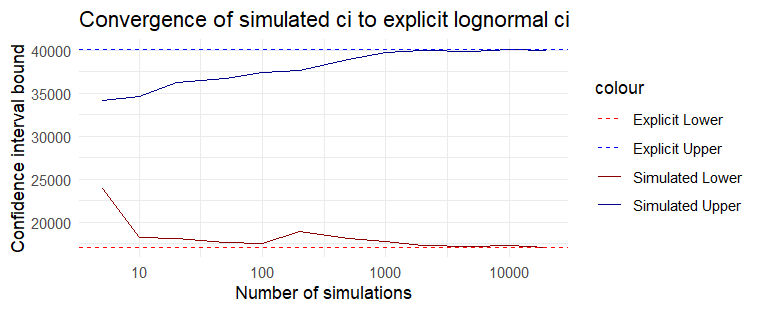 Convergence of simulated ci to explicit lognormal ci
Confidence interval bound
40000
35000
30000
25000
20000
10
100
1000
10000
Number of simulations
colour
Explicit Lower
Explicit Upper
Simulated Lower
Simulated Upper